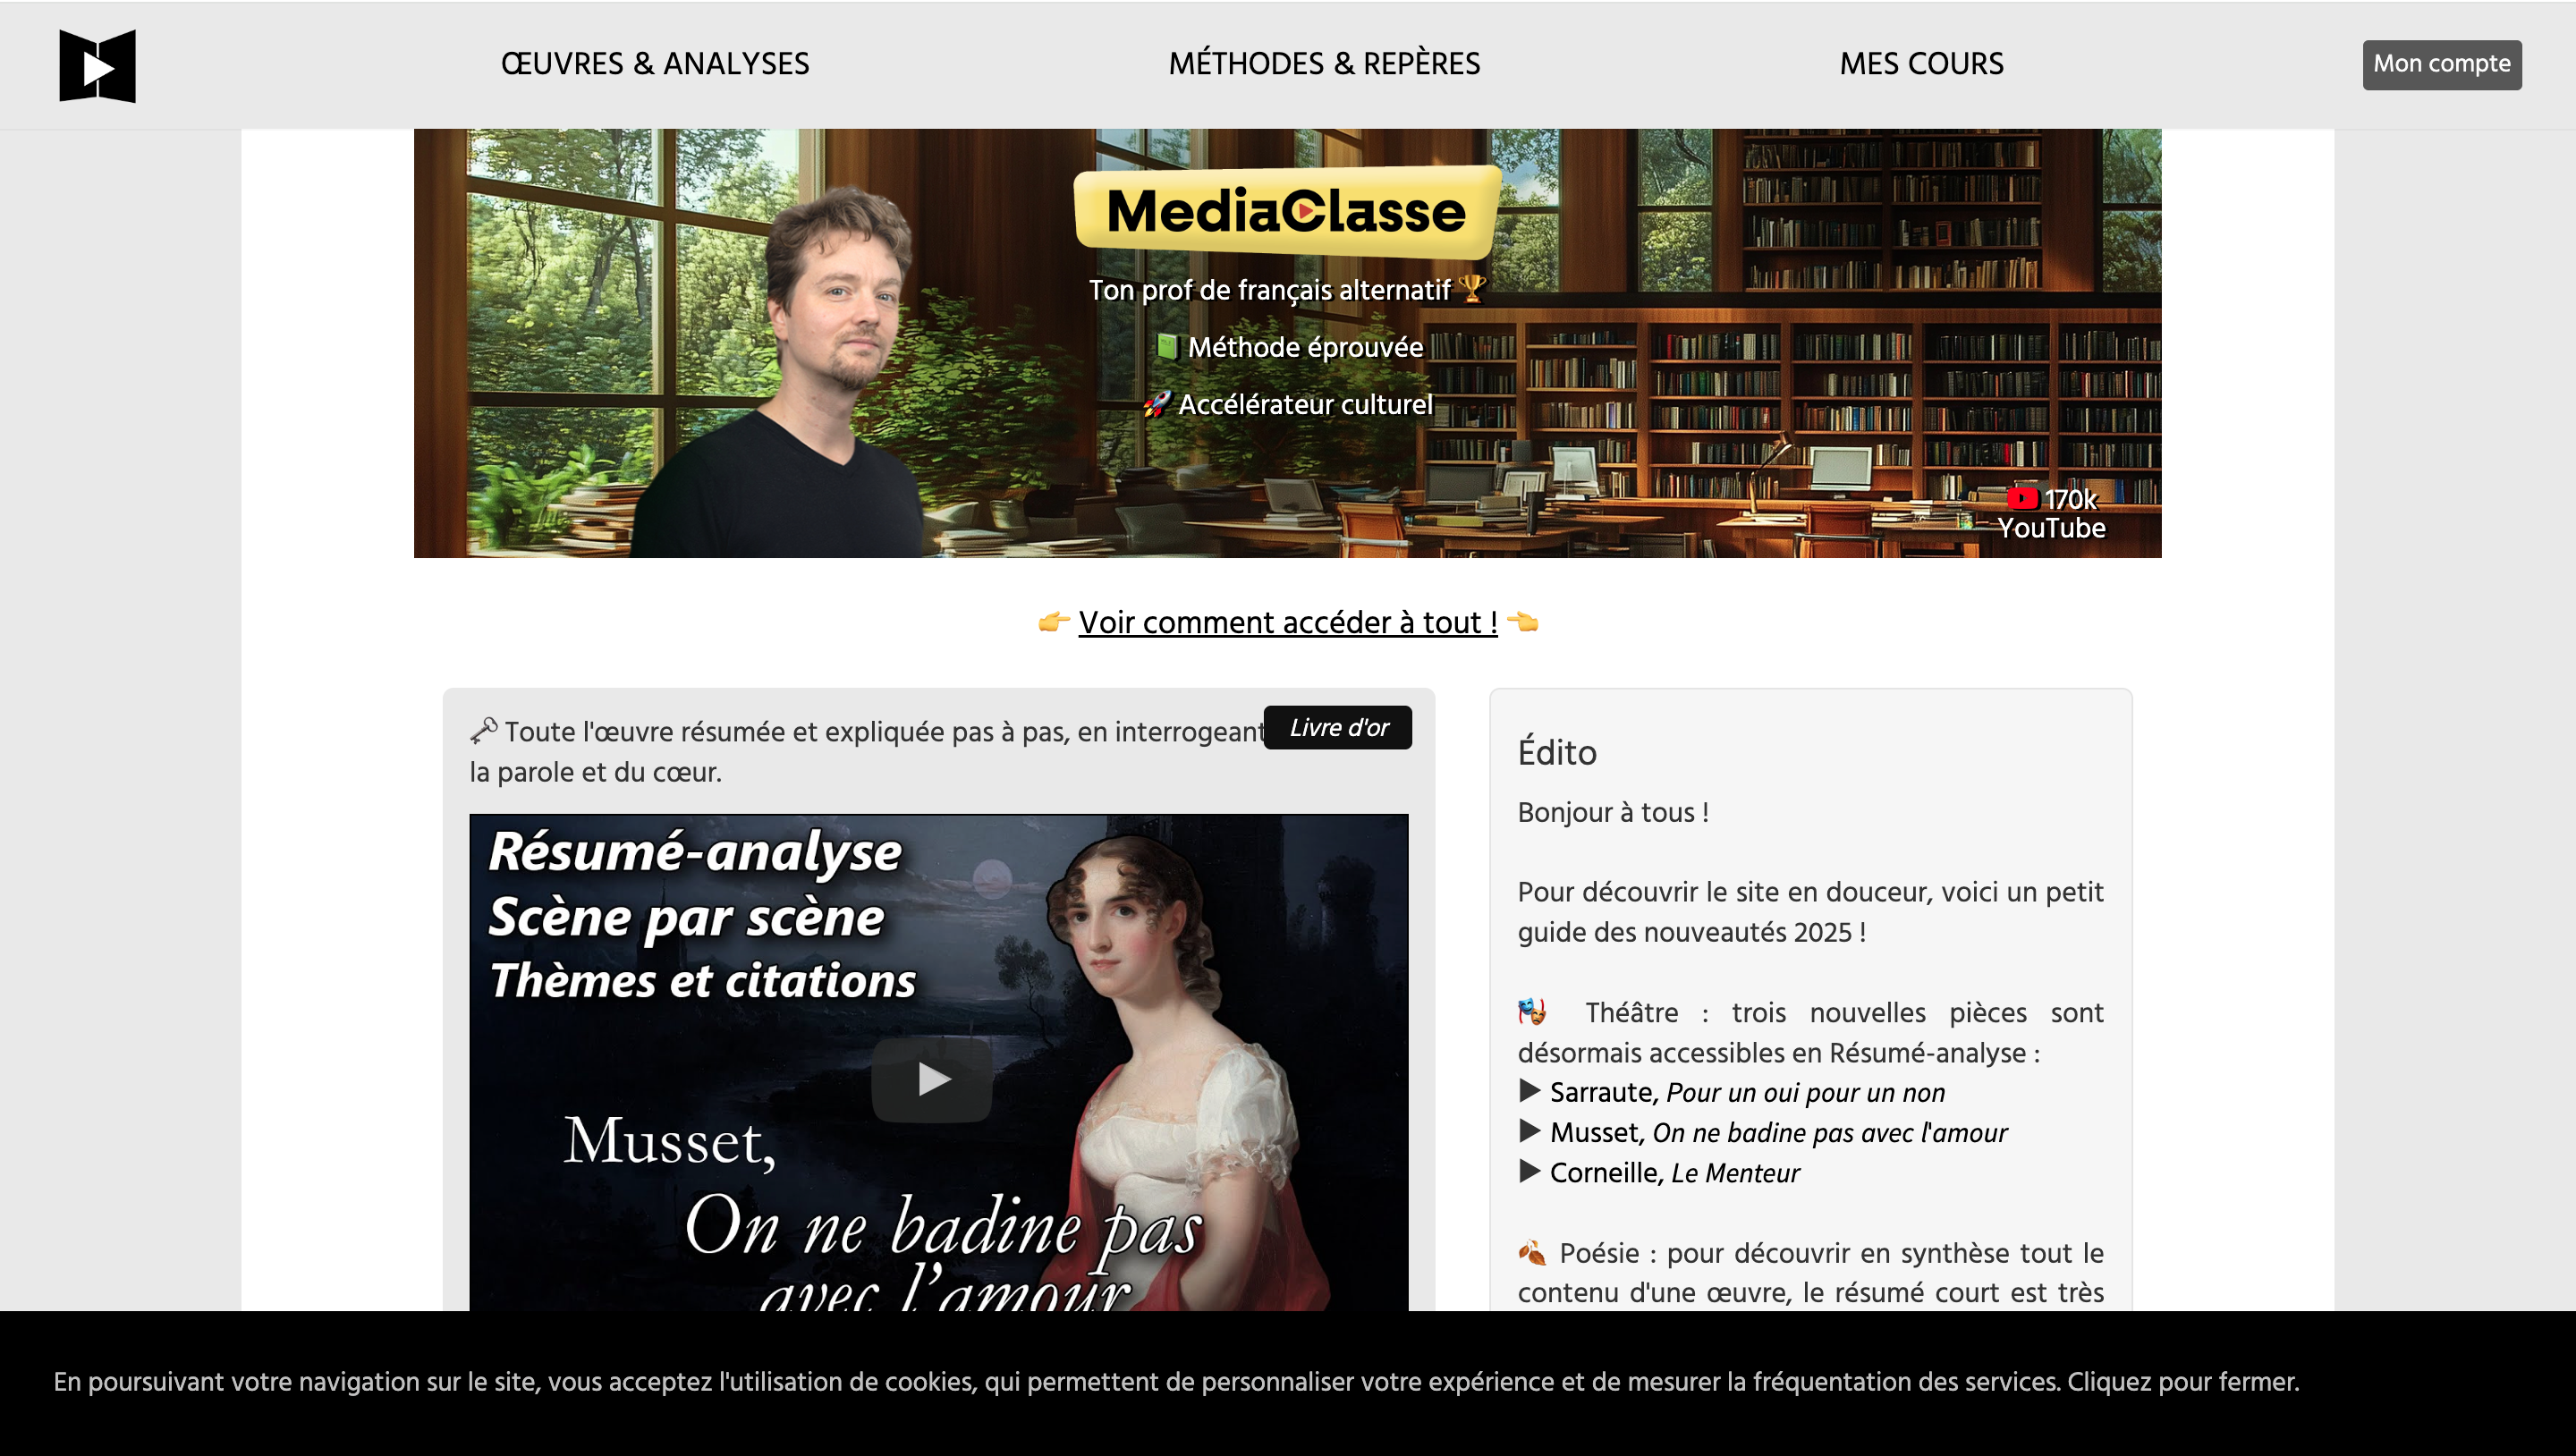 ŒUVRES & ANALYSES
MÉTHODES & REPÈRES
MES COURS
Mon compte
MediaClasse
Ton prof de français alternatif 🏆
📗 Méthode éprouvée
🚀 Accélérateur culturel
170k
YouTube
👉 Voir comment accéder à tout ! 👈
🗝 Toute l'œuvre résumée et expliquée pas à pas, en interrogeant
la parole et du cœur.
Livre d'or
Résumé-analyse
Scène par scène
Thèmes et citations
Musset,
On ne badine pas
avec l'amour
Édito
Bonjour à tous !
Pour découvrir le site en douceur, voici un petit
guide des nouveautés 2025 !
🎭 Théâtre : trois nouvelles pièces sont
désormais accessibles en Résumé-analyse :
▶ Sarraute, Pour un oui pour un non
▶ Musset, On ne badine pas avec l'amour
▶ Corneille, Le Menteur
🍂 Poésie : pour découvrir en synthèse tout le
contenu d'une œuvre, le résumé court est très
En poursuivant votre navigation sur le site, vous acceptez l'utilisation de cookies, qui permettent de personnaliser votre expérience et de mesurer la fréquentation des services. Cliquez pour fermer.